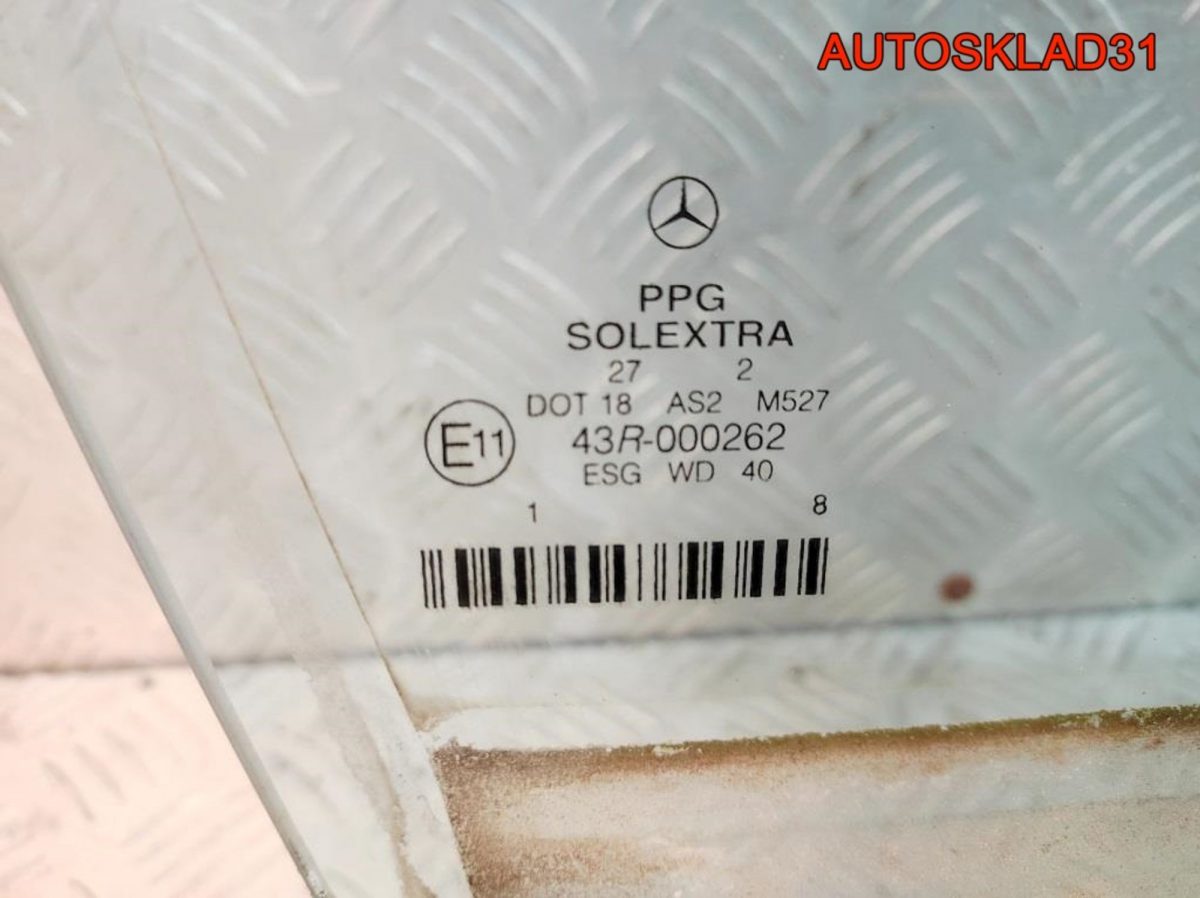 AUTOSKLAD31
PPG
SOLEXTRA
27 2
DOT 18 AS2 M527
E11 43R-000262
ESG WD 40
1 8